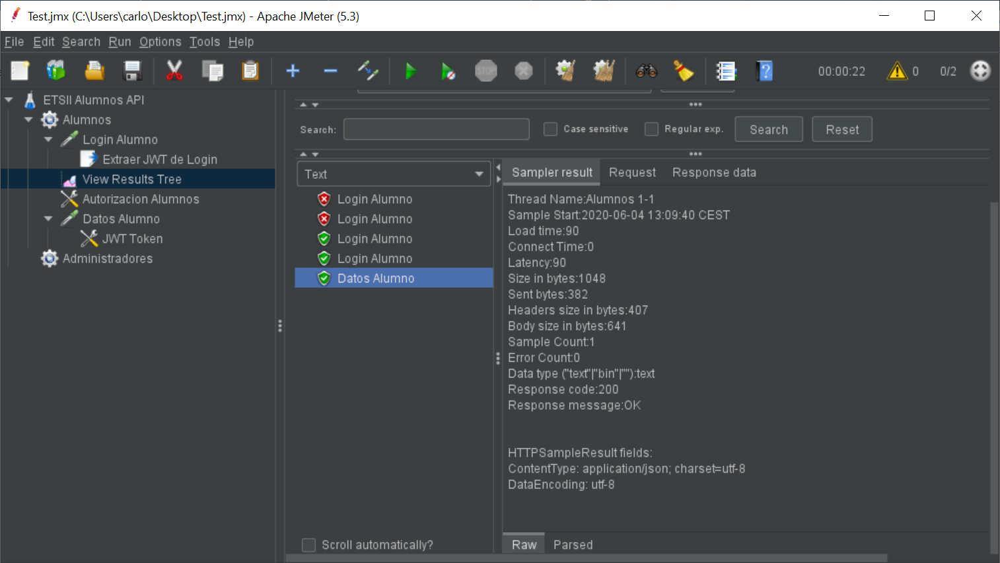 Test.jmx (C:\Users\carlo\Desktop\Test.jmx) - Apache JMeter (5.3)
File Edit Search Run Options Tools Help
STOP
?
00:00:22
0
0/2
ETSII Alumnos API
Alumnos
Login Alumno
Extraer JWT de Login
View Results Tree
Autorizacion Alumnos
Datos Alumno
JWT Token
Administradores
Search:
Case sensitive
Regular exp.
Search
Reset
Text
Login Alumno
Login Alumno
Login Alumno
Login Alumno
Datos Alumno
Scroll automatically?
Sampler result
Request
Response data
Thread Name:Alumnos 1-1
Sample Start:2020-06-04 13:09:40 CEST
Load time:90
Connect Time:0
Latency:90
Size in bytes:1048
Sent bytes:382
Headers size in bytes:407
Body size in bytes:641
Sample Count:1
Error Count:0
Data type ("text"|"bin"|""):text
Response code:200
Response message:OK
HTTPSampleResult fields:
ContentType: application/json; charset=utf-8
DataEncoding: utf-8
Raw
Parsed